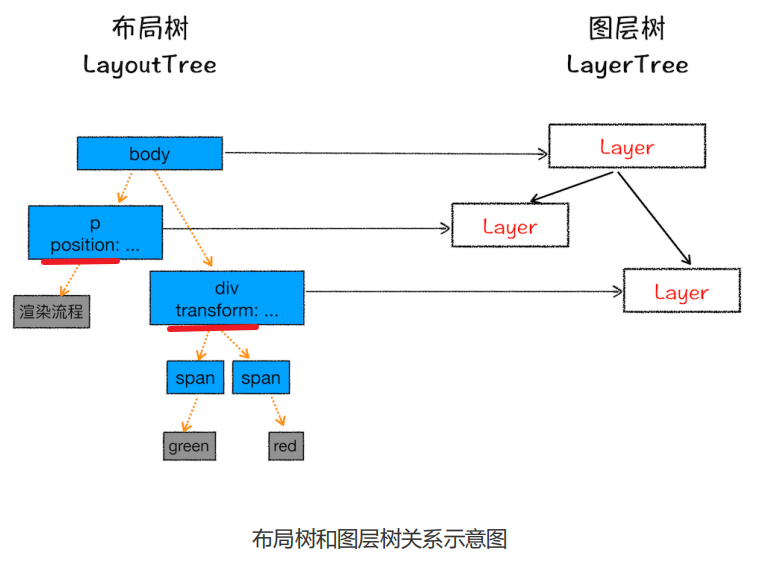 布局树
LayoutTree
图层树
LayerTree
body
Layer
p
position: ...
Layer
div
transform: ...
Layer
渲染流程
span
span
green
red
布局树和图层树关系示意图